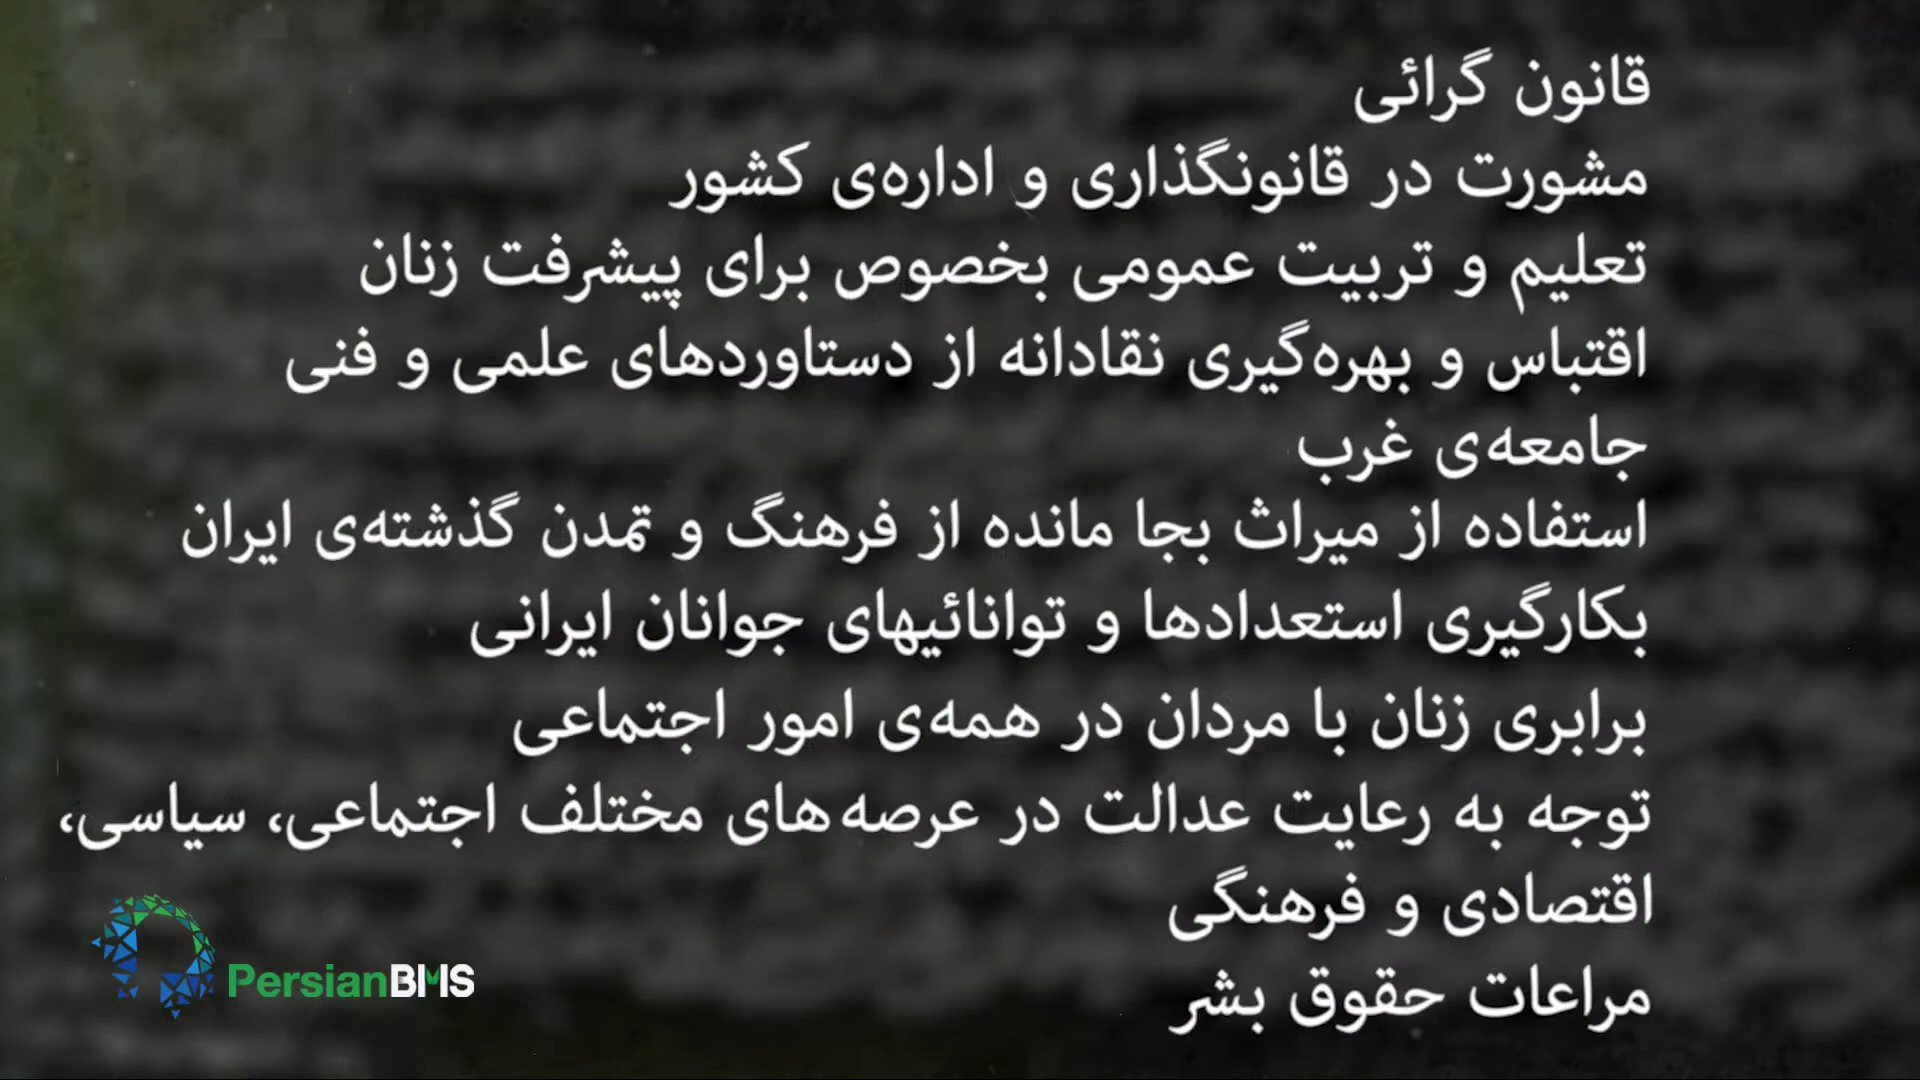 قانون گرائی
مشورت در قانونگذاری و اداره‌ی کشور
تعلیم و تربیت عمومی بخصوص برای پیشرفت زنان
اقتباس و بهره‌گیری نقادانه از دستاوردهای علمی و فنی
جامعه‌ی غرب
استفاده از میراث بجا مانده از فرهنگ و تمدن گذشته‌ی ایران
بکارگیری استعدادها و توانائیهای جوانان ایرانی
برابری زنان با مردان در همه‌ی امور اجتماعی
توجه به رعایت عدالت در عرصه‌های مختلف اجتماعی، سیاسی،
اقتصادی و فرهنگی
مراعات حقوق بشر
PersianBMS